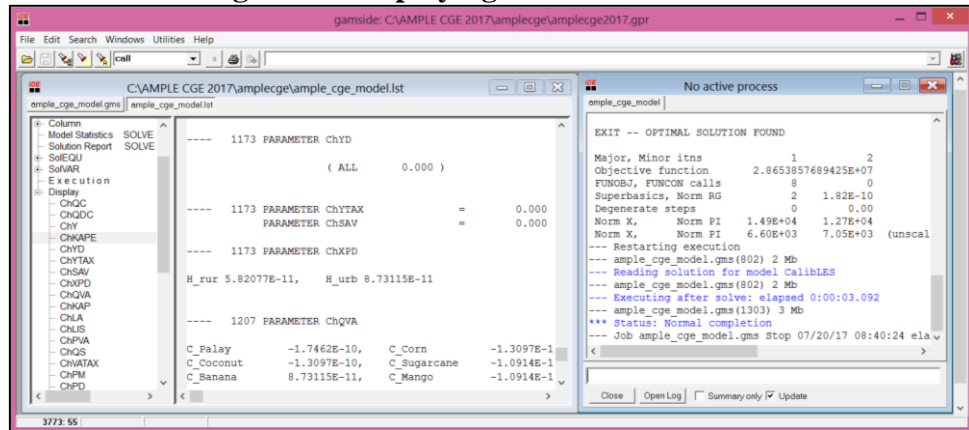 gamside: C:\AMPLE CGE 2017\amplecge\amplecge2017.gpr
File Edit Search Windows Utilities Help
call
C:\AMPLE CGE 2017\amplecge\ample_cge_model.lst
ample_cge_model.gms ample_cge_model.lst
Column
Model Statistics SOLVE
Solution Report SOLVE
SolEQU
SolVAR
Execution
Display
ChQC
ChQDC
ChY
ChKAPE
ChYD
ChYTAX
ChSAV
ChXPD
ChQVA
ChKAP
ChLA
ChLIS
ChPVA
ChQS
ChVATAX
ChPM
ChPD
---- 1173 PARAMETER ChYD
( ALL 0.000 )
---- 1173 PARAMETER ChYTAX = 0.000
PARAMETER ChSAV = 0.000
---- 1173 PARAMETER ChXPD
H_rur 5.82077E-11, H_urb 8.73115E-11
---- 1207 PARAMETER ChQVA
C_Palay -1.7462E-10, C_Corn -1.3097E-1
C_Coconut -1.3097E-10, C_Sugarcane -1.0914E-1
C_Banana 8.73115E-11, C_Mango -1.0914E-1
No active process
ample_cge_model
EXIT -- OPTIMAL SOLUTION FOUND
Major, Minor itns 1 2
Objective function 2.8653857689425E+07
FUNOBJ, FUNCON calls 8 0
Superbasics, Norm RG 2 1.82E-10
Degenerate steps 0 0.00
Norm X, Norm PI 1.49E+04 1.27E+04
Norm X, Norm PI 6.60E+03 7.05E+03 (unscal
--- Restarting execution
--- ample_cge_model.gms(802) 2 Mb
--- Reading solution for model CalibLES
--- ample_cge_model.gms(802) 2 Mb
--- Executing after solve: elapsed 0:00:03.092
--- ample_cge_model.gms(1303) 3 Mb
*** Status: Normal completion
--- Job ample_cge_model.gms Stop 07/20/17 08:40:24 ela
Close Open Log Summary only Update
3773: 55